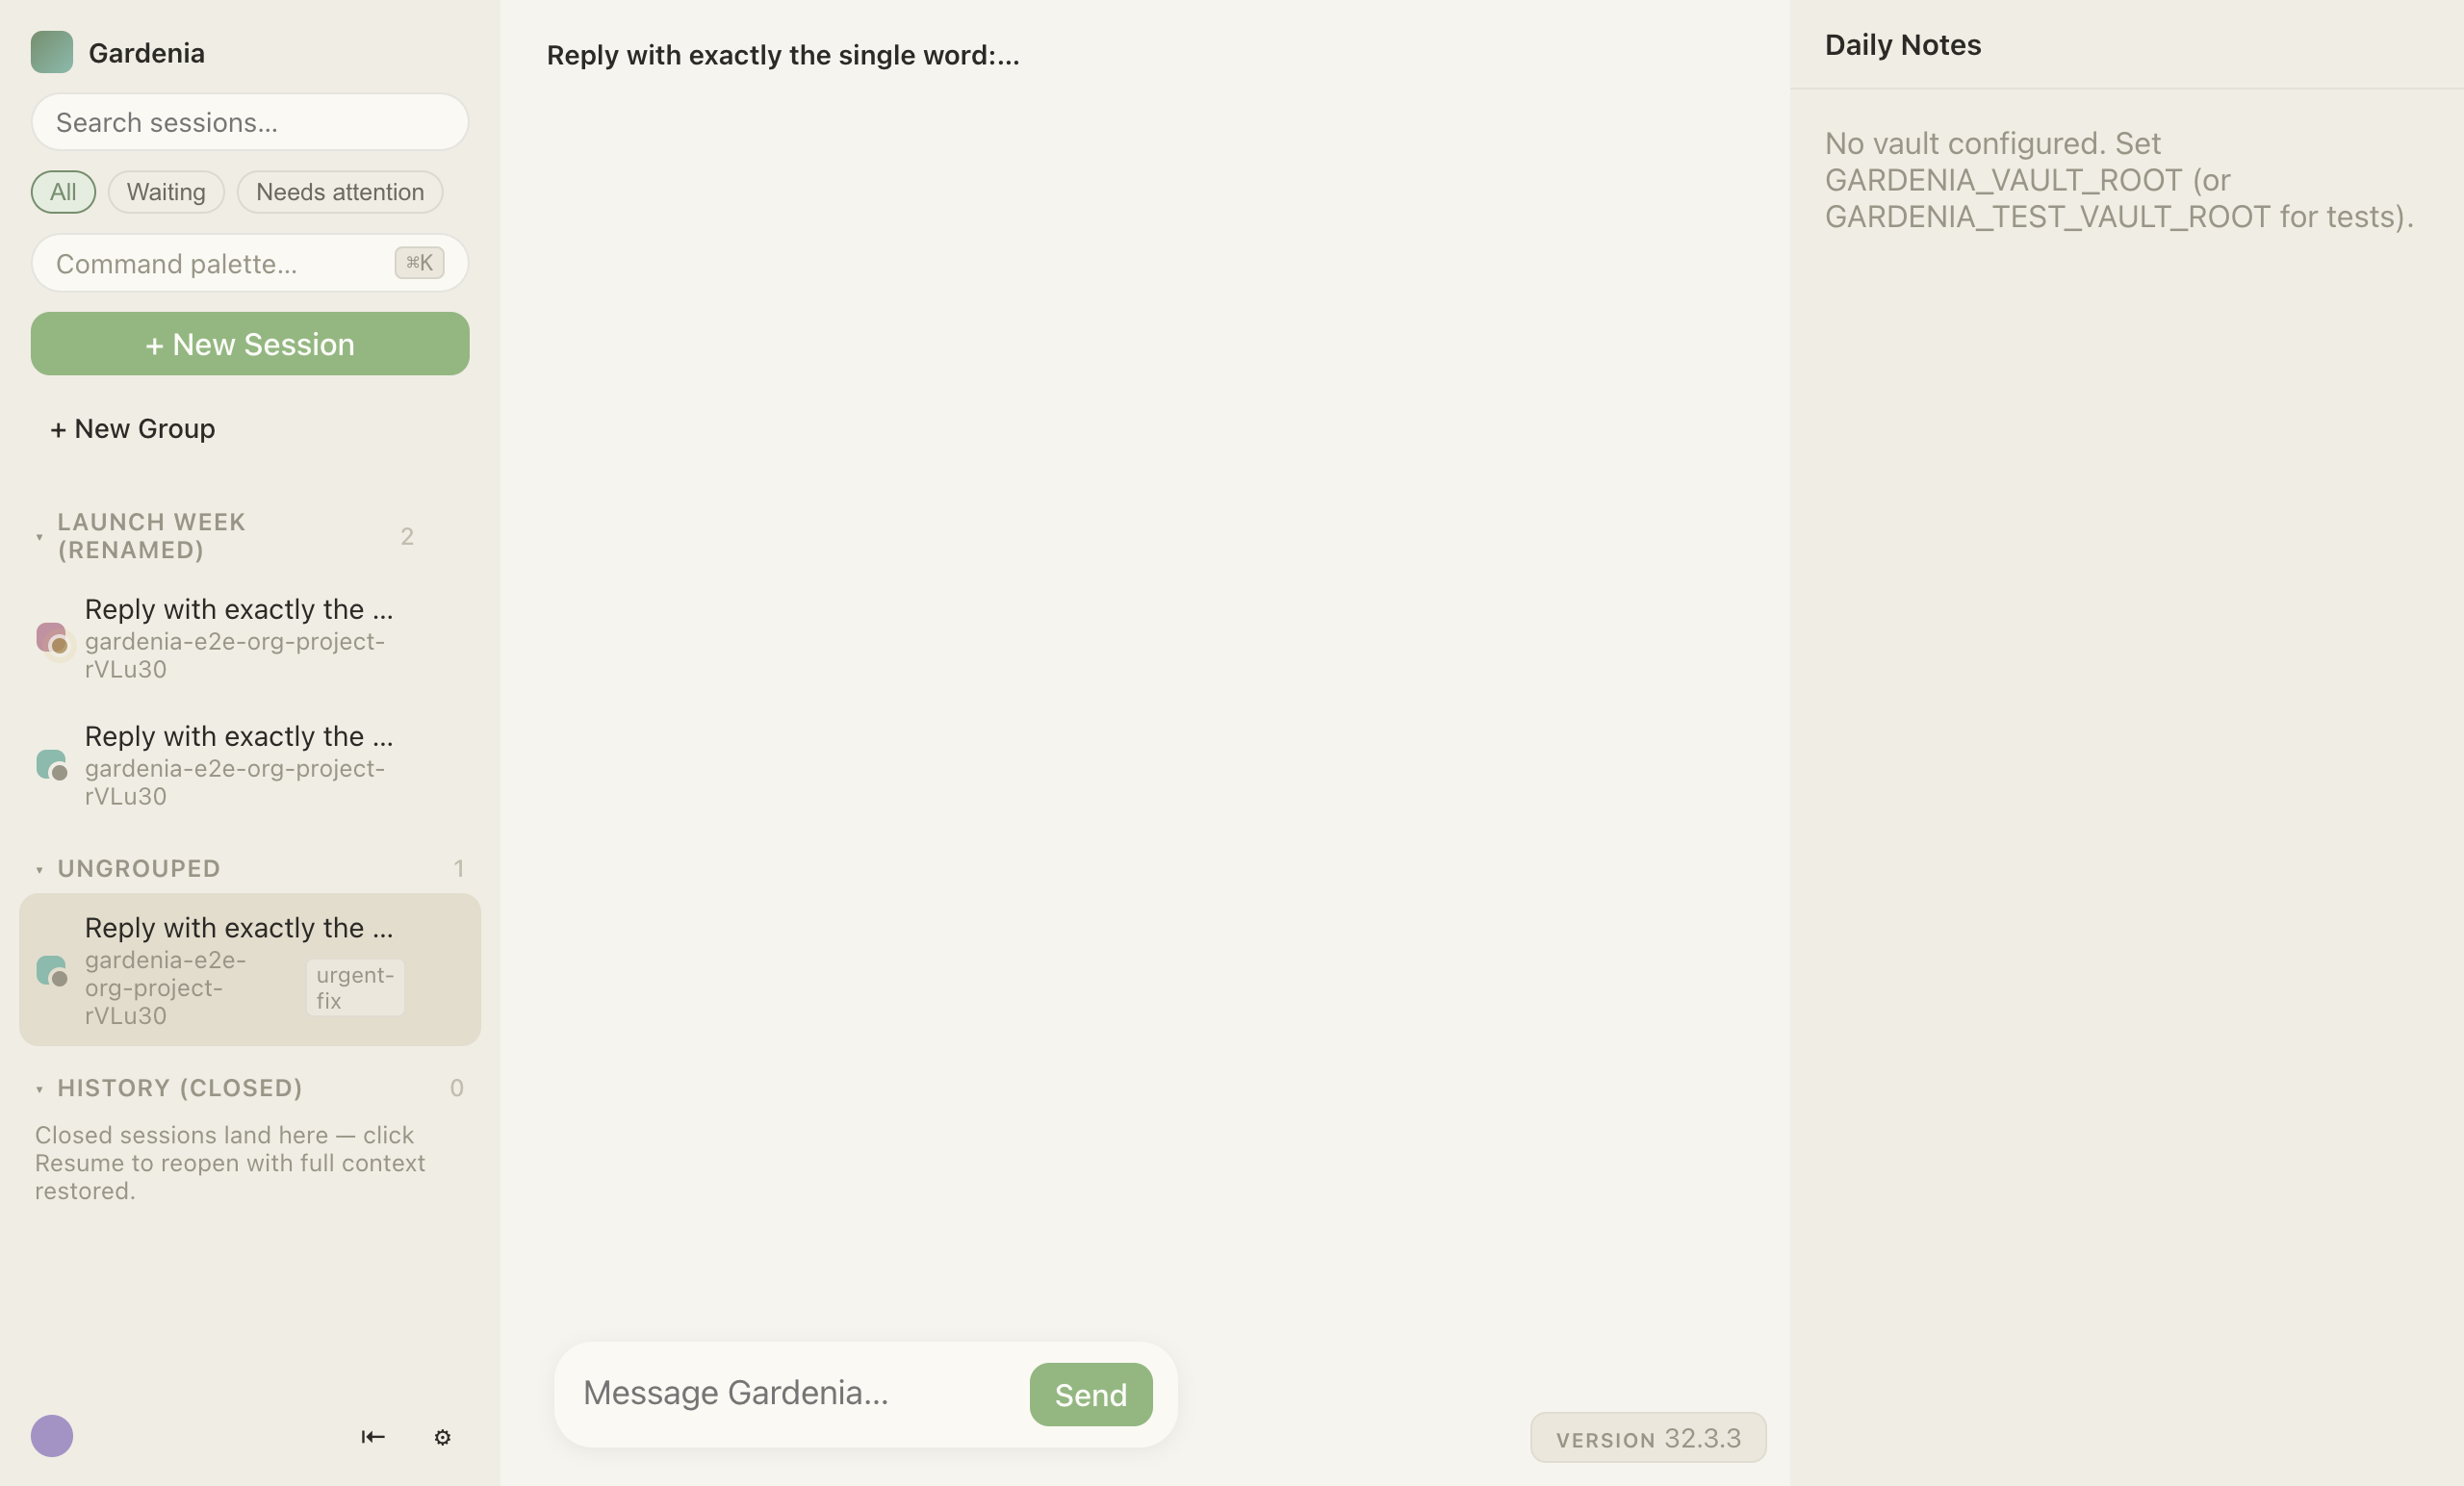 Gardenia
Search sessions...
All Waiting Needs attention
Command palette... ⌘K
+ New Session
+ New Group
LAUNCH WEEK
(RENAMED)
2
Reply with exactly the ...
gardenia-e2e-org-project-
rVLu30
Reply with exactly the ...
gardenia-e2e-org-project-
rVLu30
UNGROUPED 1
Reply with exactly the ...
gardenia-e2e-
org-project-
rVLu30
urgent-
fix
HISTORY (CLOSED) 0
Closed sessions land here — click
Resume to reopen with full context
restored.
Reply with exactly the single word:...
Message Gardenia...
Send
VERSION 32.3.3
Daily Notes
No vault configured. Set
GARDENIA_VAULT_ROOT (or
GARDENIA_TEST_VAULT_ROOT for tests).